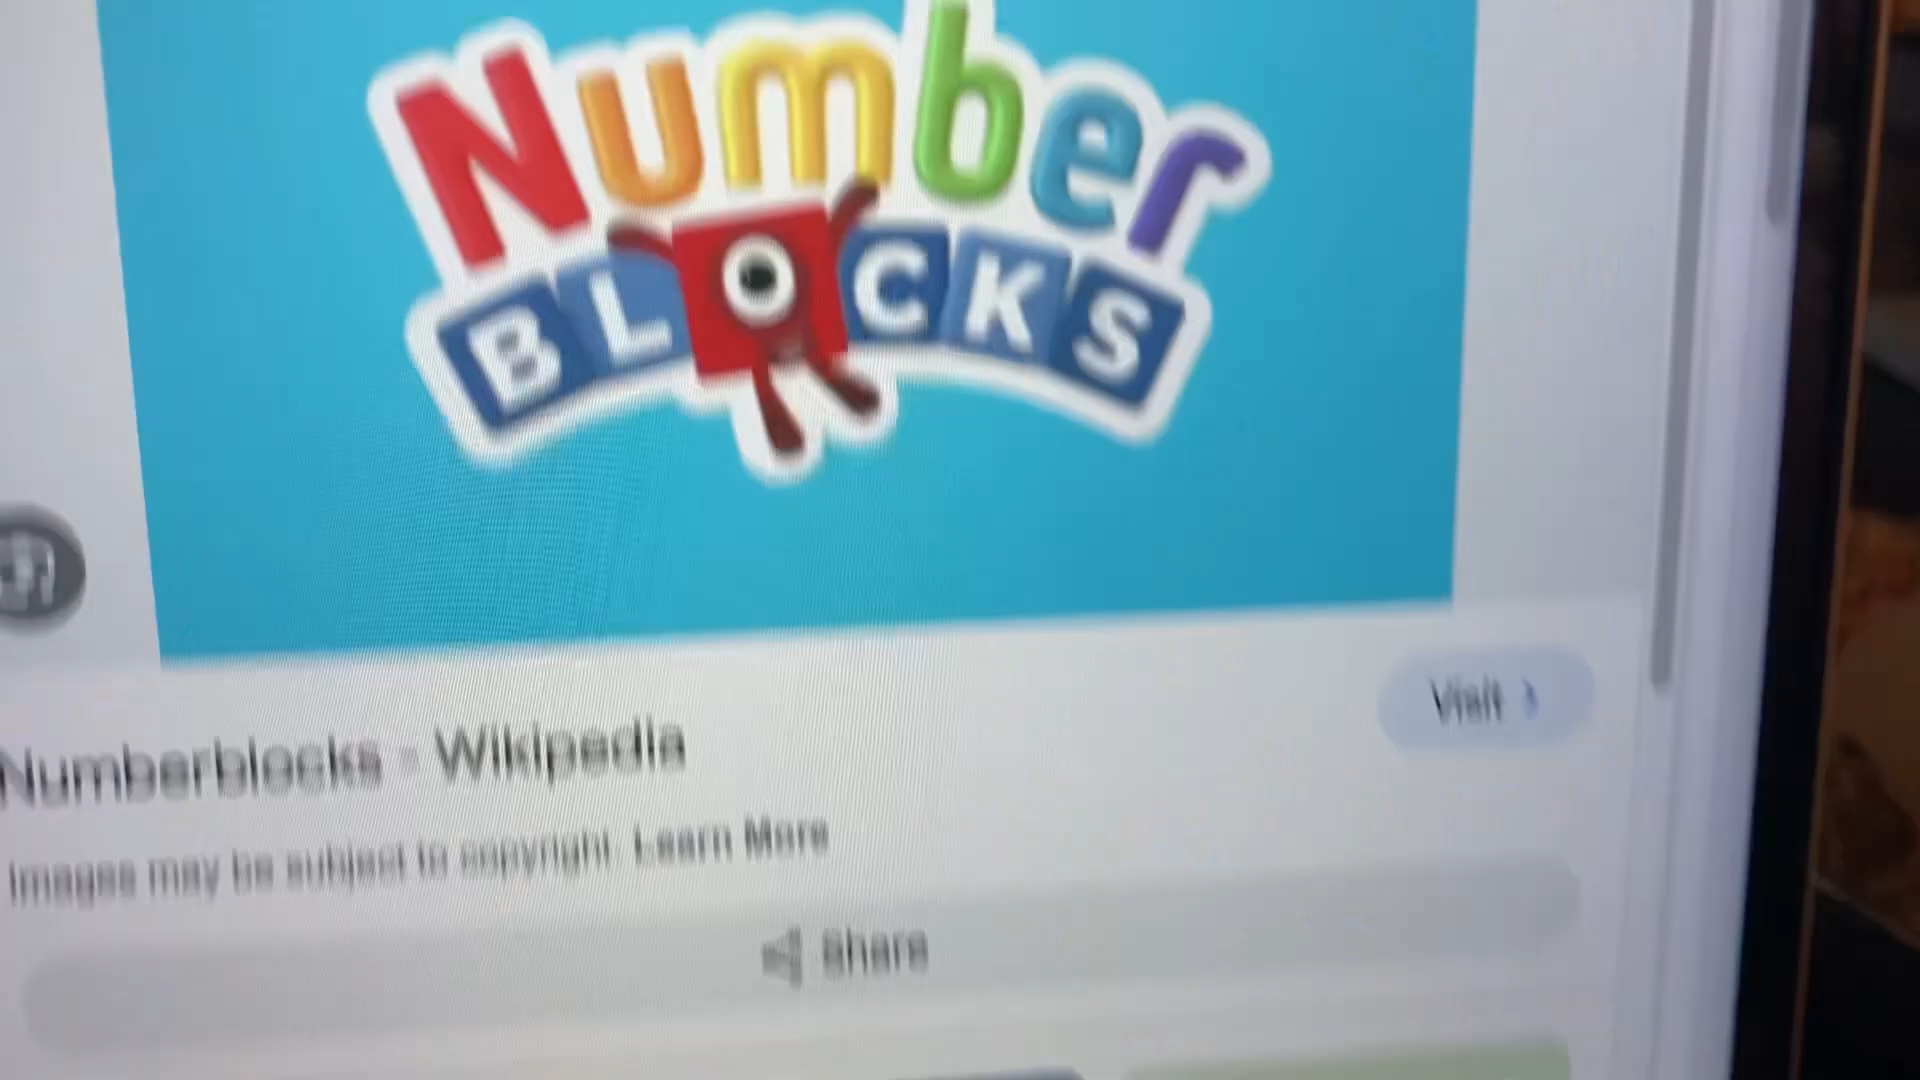 Number
BLOCKS
Visit
Numberblocks - Wikipedia
Images may be subject to copyright. Learn More
Share